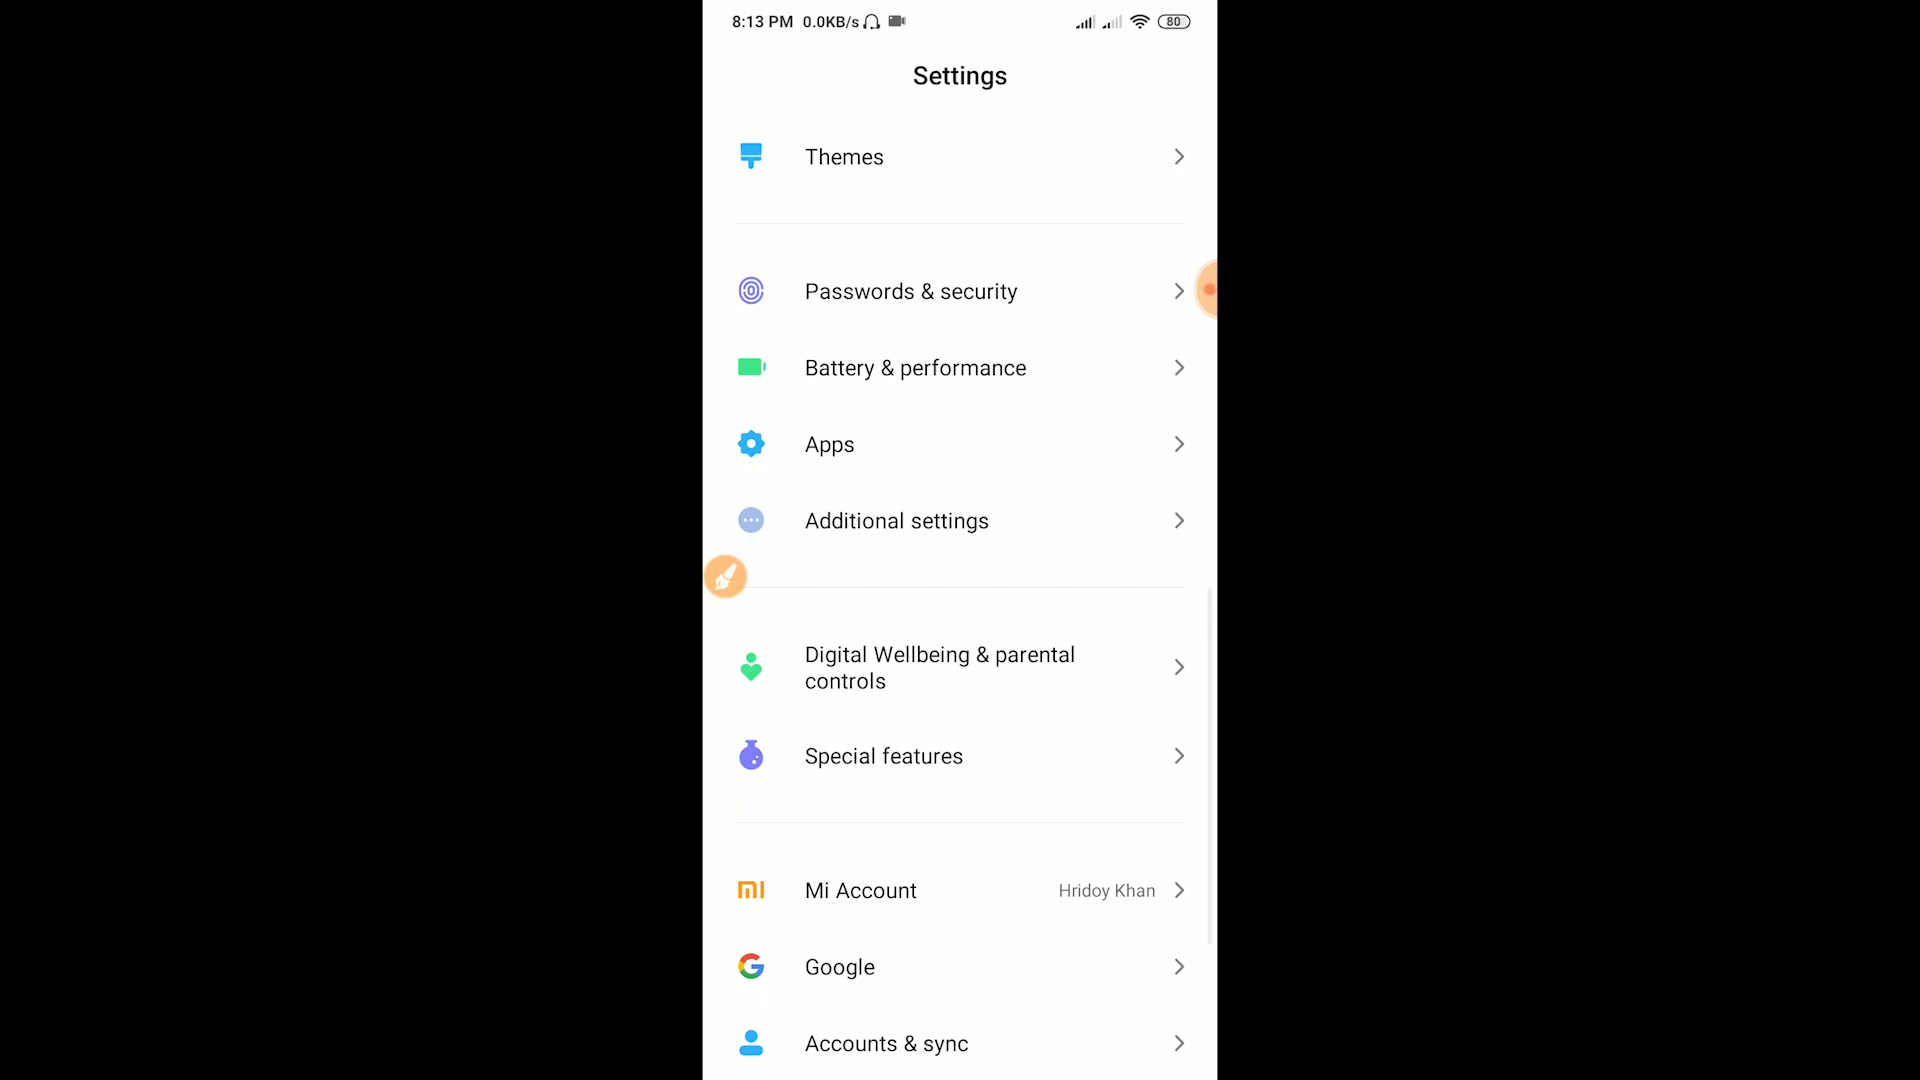 8:13 PM 0.0KB/s 80
Settings
Themes
Passwords & security
Battery & performance
Apps
Additional settings
Digital Wellbeing & parental
controls
Special features
Mi Account Hridoy Khan
Google
Accounts & sync